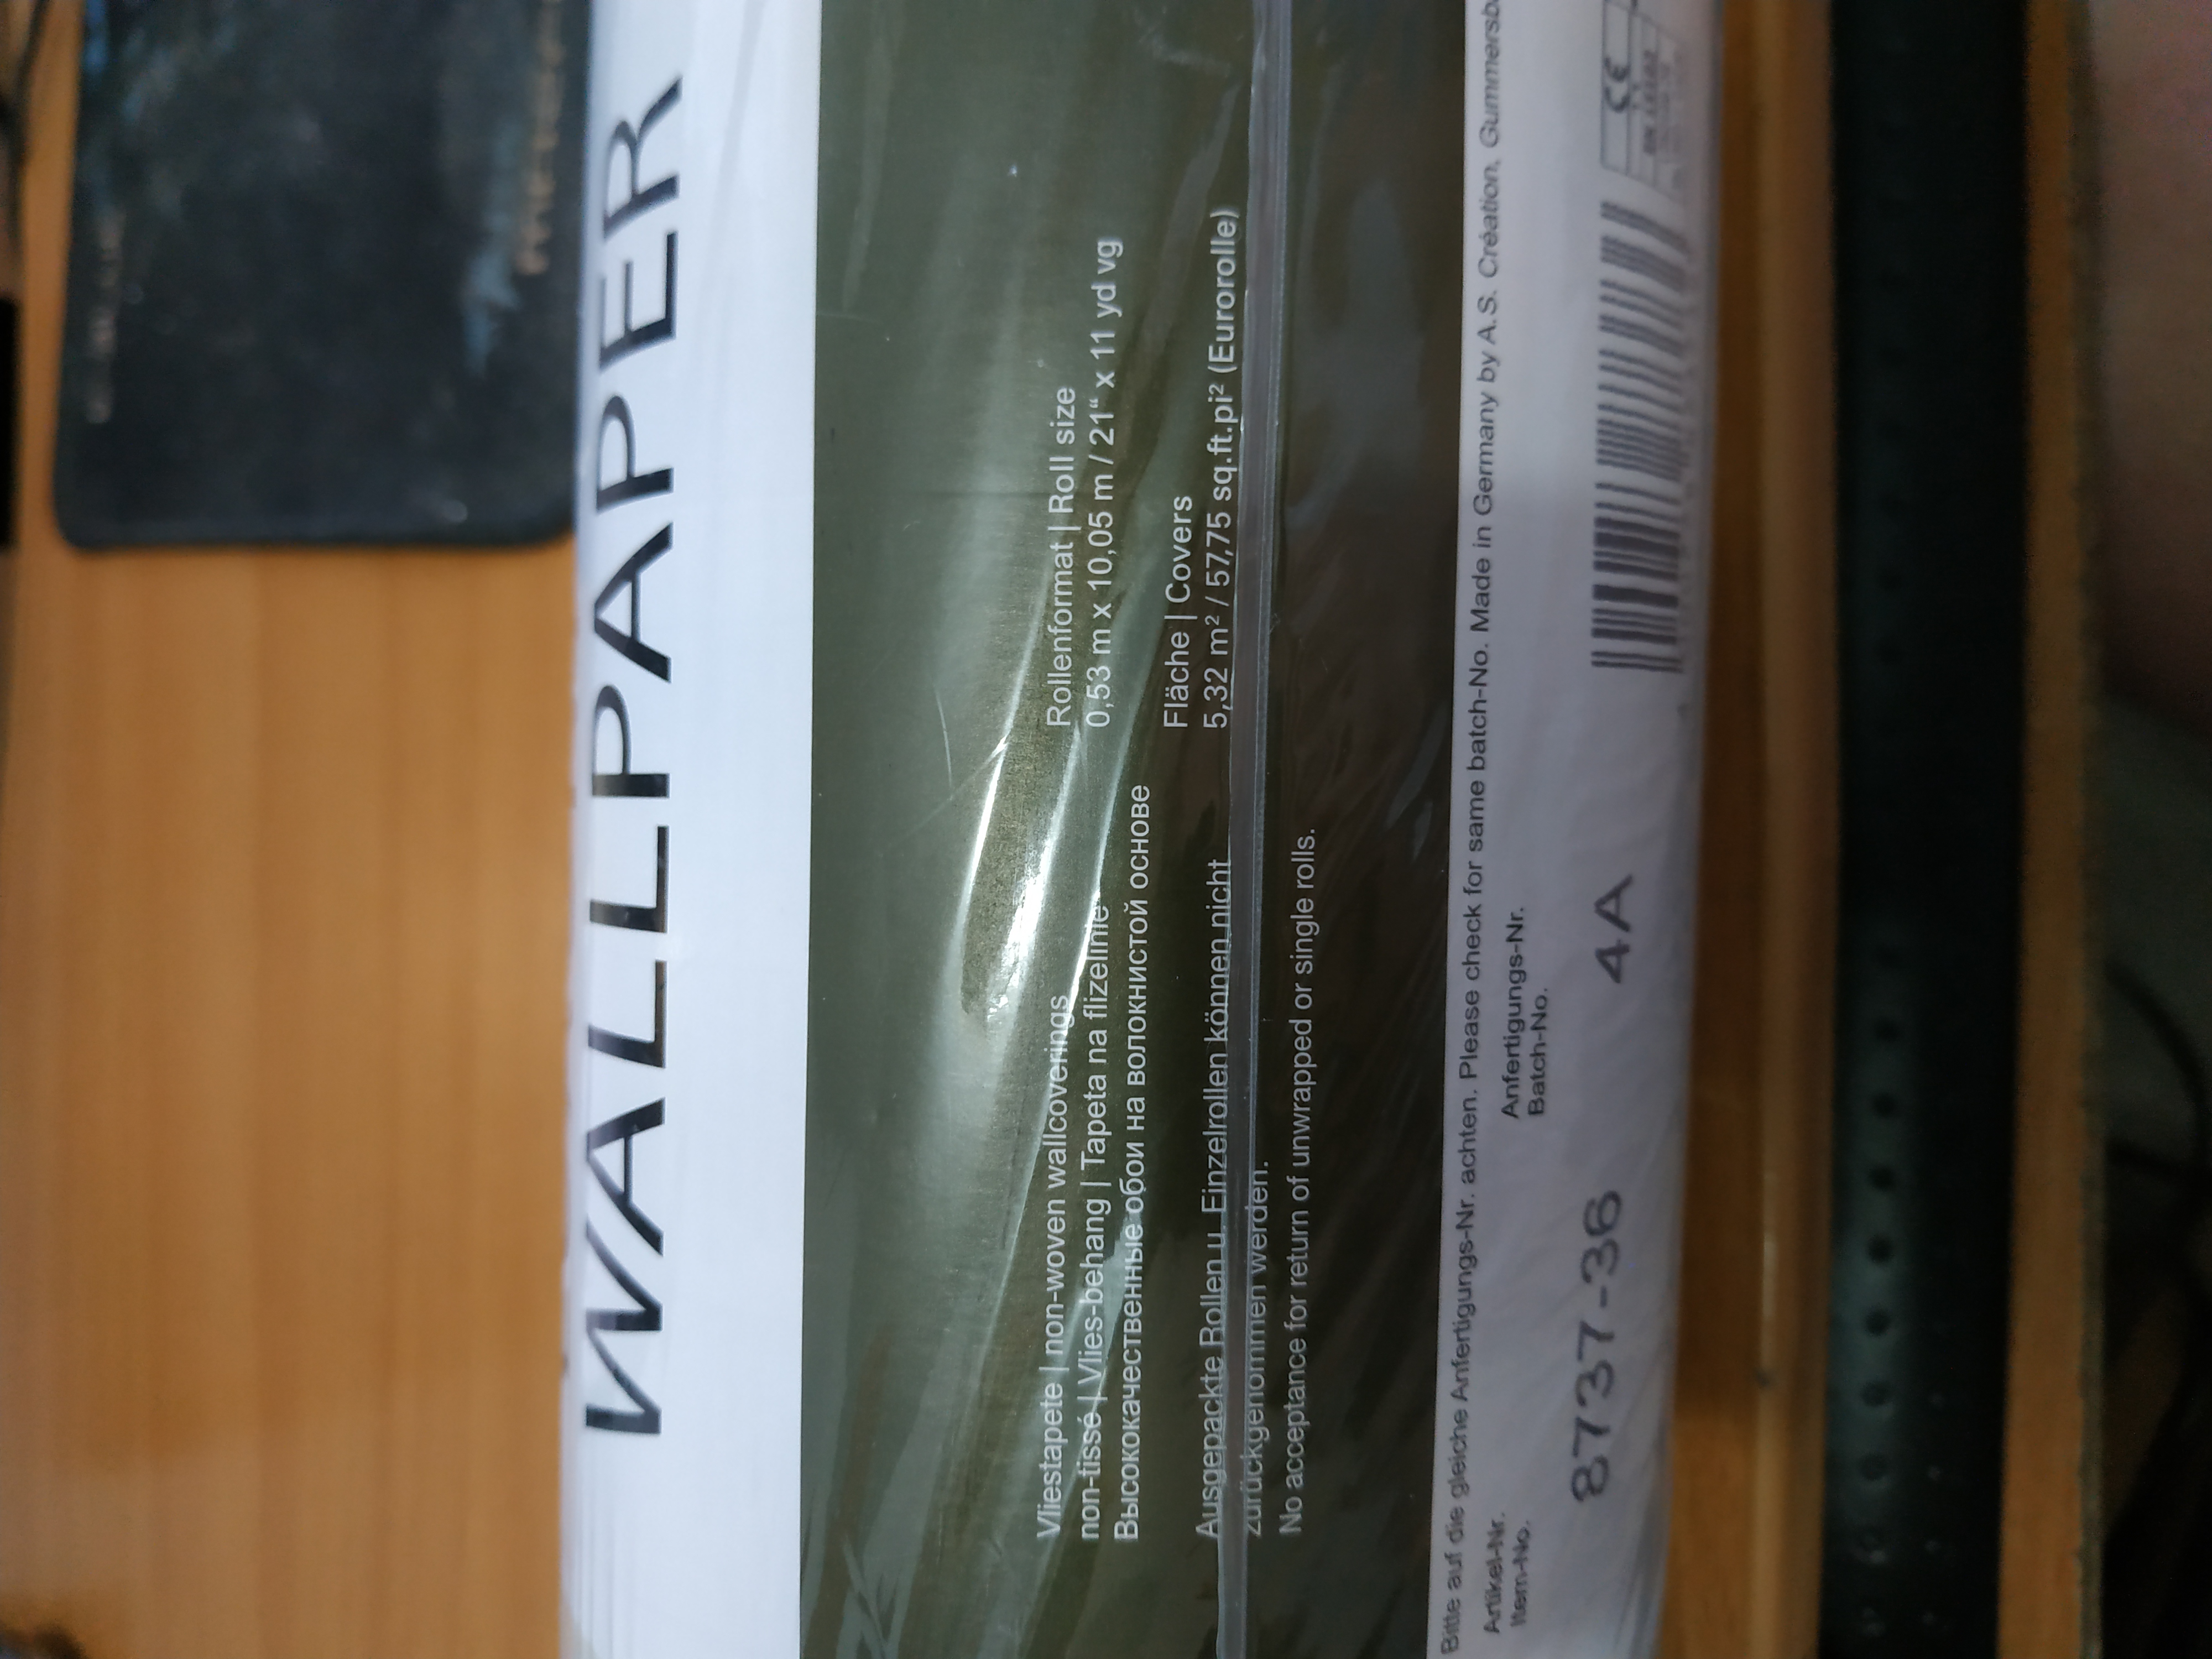 WALLPAPER
Vliestapete | non-woven wallcoverings
non-tissé | Vlies-behang | Tapeta na flizelinie
Высококачественные обои на волокнистой основе
Ausgepackte Rollen u. Einzelrollen können nicht
zurückgenommen werden.
No acceptance for return of unwrapped or single rolls.
Rollenformat | Roll size
0,53 m x 10,05 m / 21“ x 11 yd vg
Fläche | Covers
5,32 m² / 57,75 sq.ft.pi² (Eurorolle)
Bitte auf die gleiche Anfertigungs-Nr. achten. Please check for same batch-No. Made in Germany by A.S. Création, Gummersb
Artikel-Nr.
Item-No.
8737-36
Anfertigungs-Nr.
Batch-No.
4A
CE